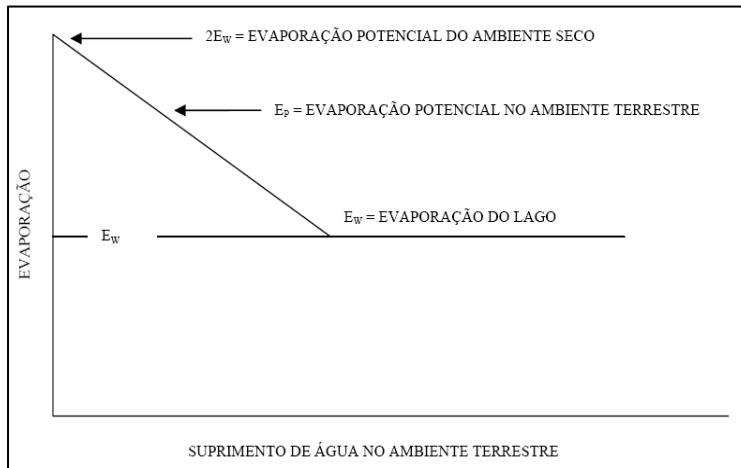 2EW = EVAPORAÇÃO POTENCIAL DO AMBIENTE SECO
EP = EVAPORAÇÃO POTENCIAL NO AMBIENTE TERRESTRE
EW = EVAPORAÇÃO DO LAGO
EW
EVAPORAÇÃO
SUPRIMENTO DE ÁGUA NO AMBIENTE TERRESTRE